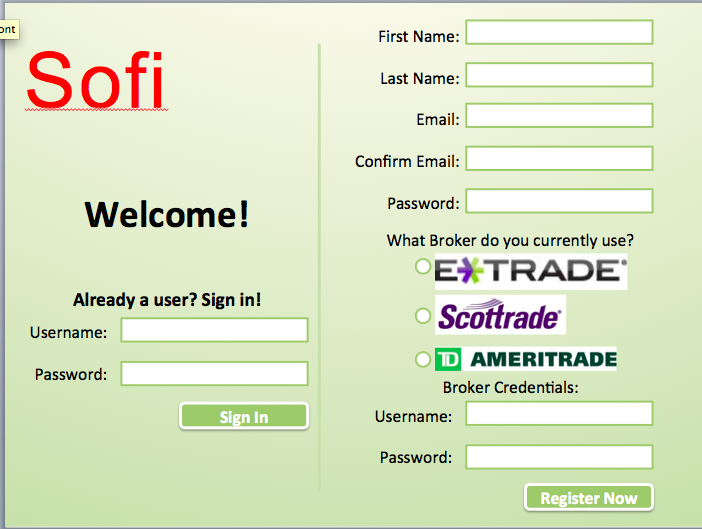 ont
Sofi
Welcome!
Already a user? Sign in!
Username:
Password:
Sign In
First Name:
Last Name:
Email:
Confirm Email:
Password:
What Broker do you currently use?
E*TRADE®
Scottrade®
TD AMERITRADE
Broker Credentials:
Username:
Password:
Register Now